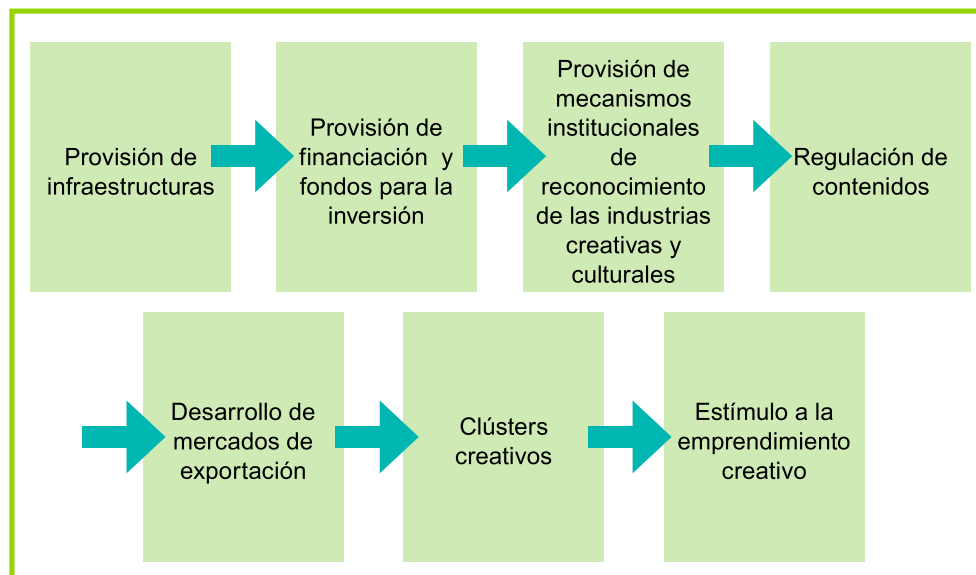 Provisión de
infraestructuras
Provisión de
financiación  y
fondos para la
inversión
Provisión de
mecanismos
institucionales
de
reconocimiento
de las industrias
creativas y
culturales
Regulación de
contenidos
Desarrollo de
mercados de
exportación
Clústers
creativos
Estímulo a la
emprendimiento
creativo